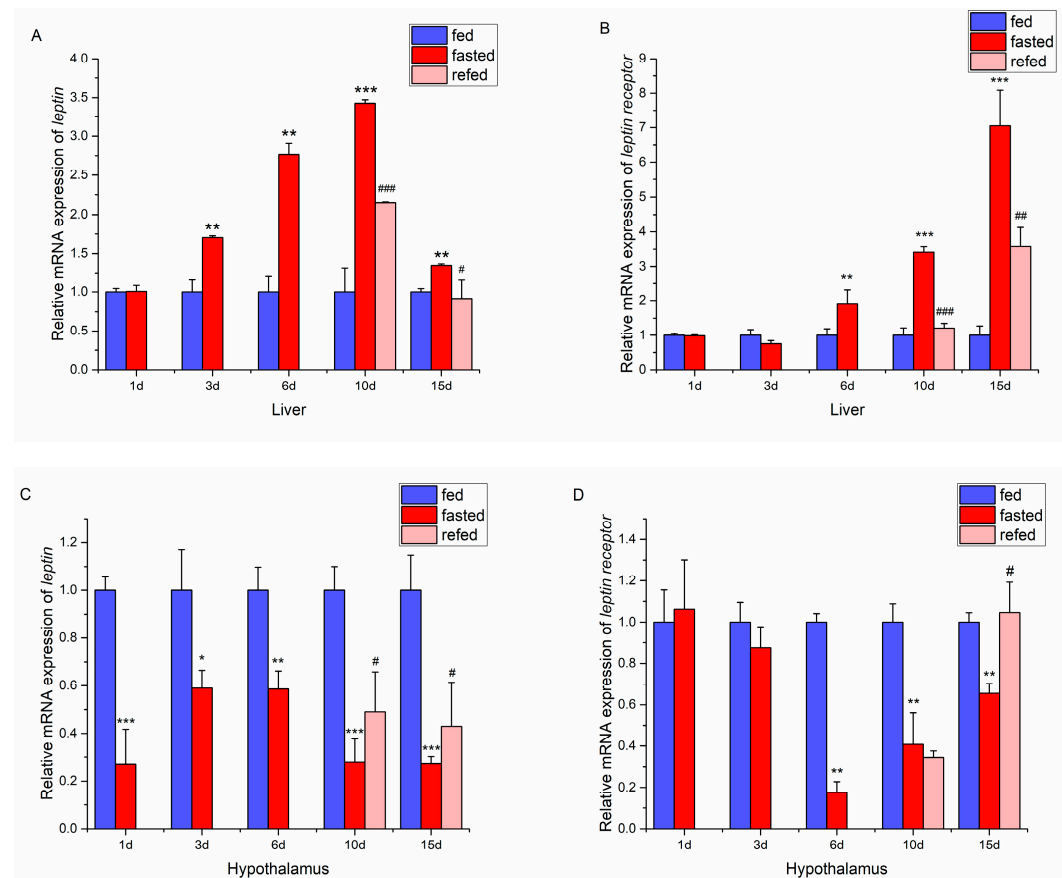 A
fed
fasted
refed
Relative mRNA expression of leptin
4.0
3.5
3.0
2.5
2.0
1.5
1.0
0.5
0.0
**
**
***
###
**
#
1d 3d 6d 10d 15d
Liver
B
fed
fasted
refed
Relative mRNA expression of leptin receptor
9
8
7
6
5
4
3
2
1
0
**
***
###
***
##
1d 3d 6d 10d 15d
Liver
C
fed
fasted
refed
Relative mRNA expression of leptin
1.2
1.0
0.8
0.6
0.4
0.2
0.0
***
*
**
***
#
***
#
1d 3d 6d 10d 15d
Hypothalamus
D
fed
fasted
refed
Relative mRNA expression of leptin receptor
1.4
1.2
1.0
0.8
0.6
0.4
0.2
0.0
**
**
**
#
1d 3d 6d 10d 15d
Hypothalamus